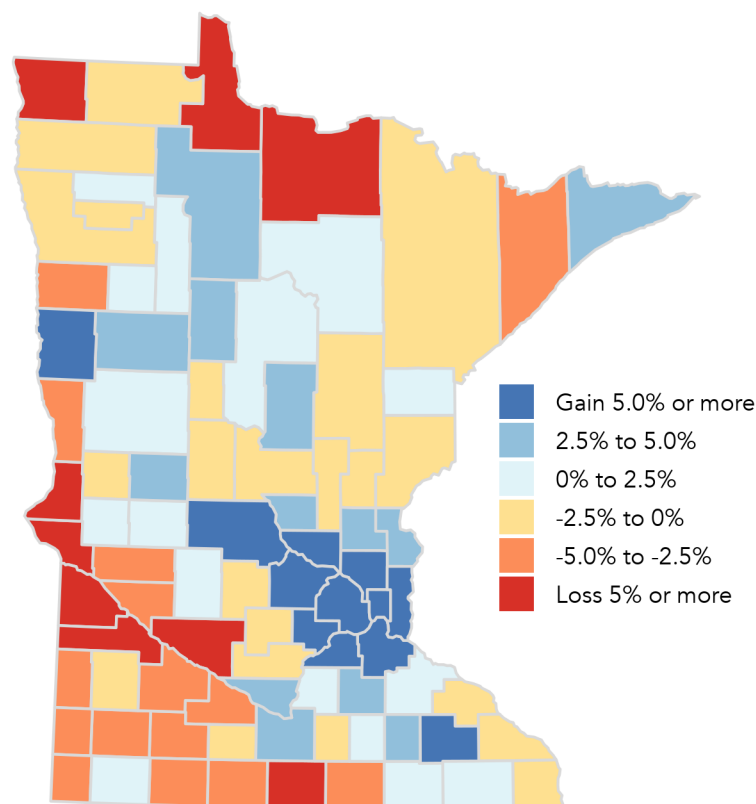 Gain 5.0% or more
2.5% to 5.0%
0% to 2.5%
-2.5% to 0%
-5.0% to -2.5%
Loss 5% or more